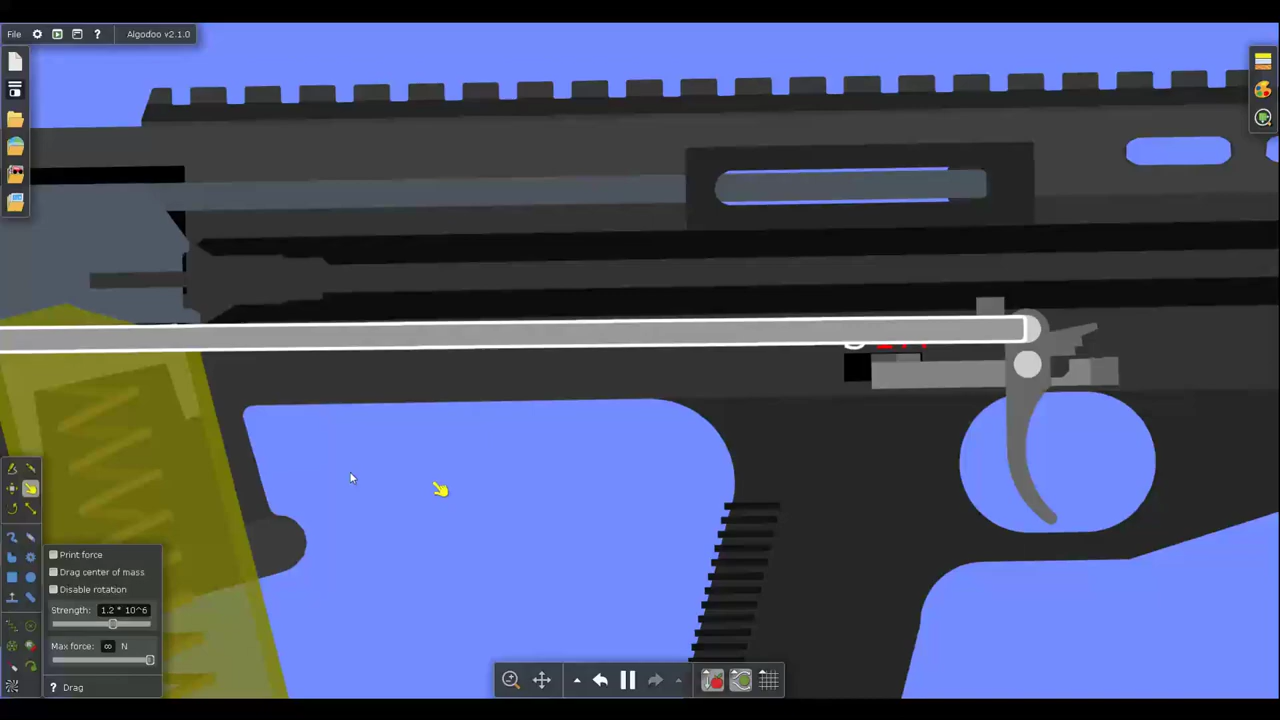 File ? Algodoo v2.1.0
Print force
Drag center of mass
Disable rotation
Strength: 1.2 * 10^6
Max force: ∞ N
? Drag